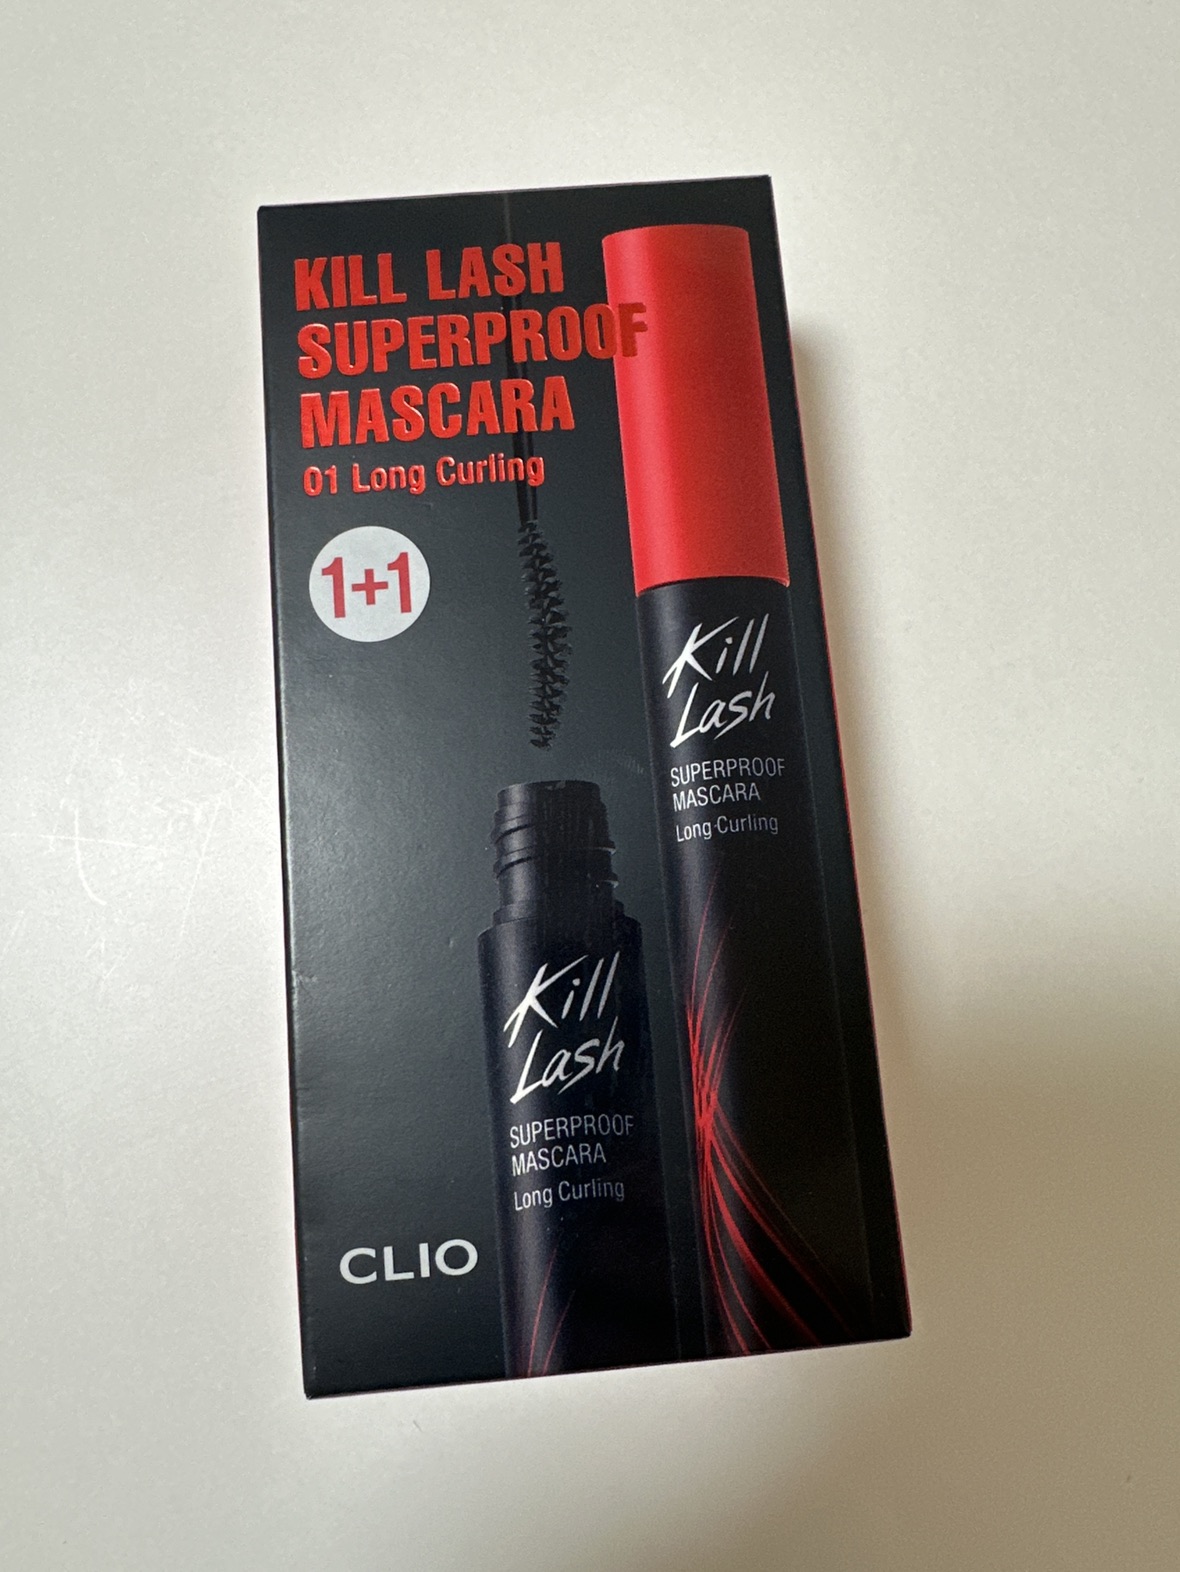 KILL LASH
SUPERPROOF
MASCARA
01 Long Curling
1+1
Kill
Lash
SUPERPROOF
MASCARA
Long Curling
Kill
Lash
SUPERPROOF
MASCARA
Long Curling
CLIO